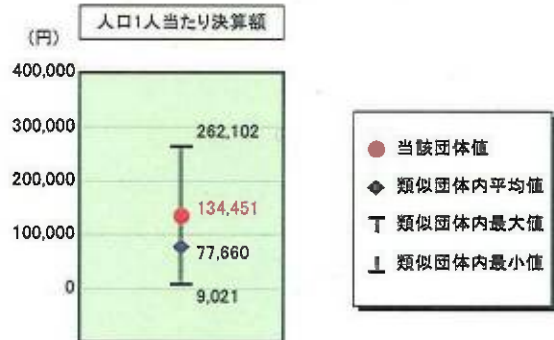 人口1人当たり決算額
(円)
400,000
300,000
200,000
100,000
0
262,102
134,451
77,660
9,021
当該団体値
類似団体内平均値
類似団体内最大値
類似団体内最小値